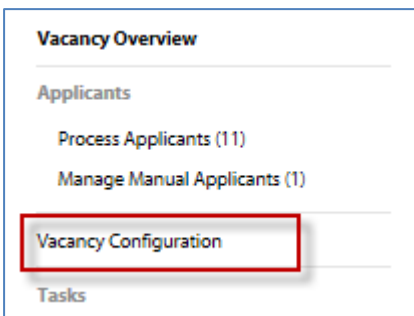 Vacancy Overview
Applicants
Process Applicants (11)
Manage Manual Applicants (1)
Vacancy Configuration
Tasks